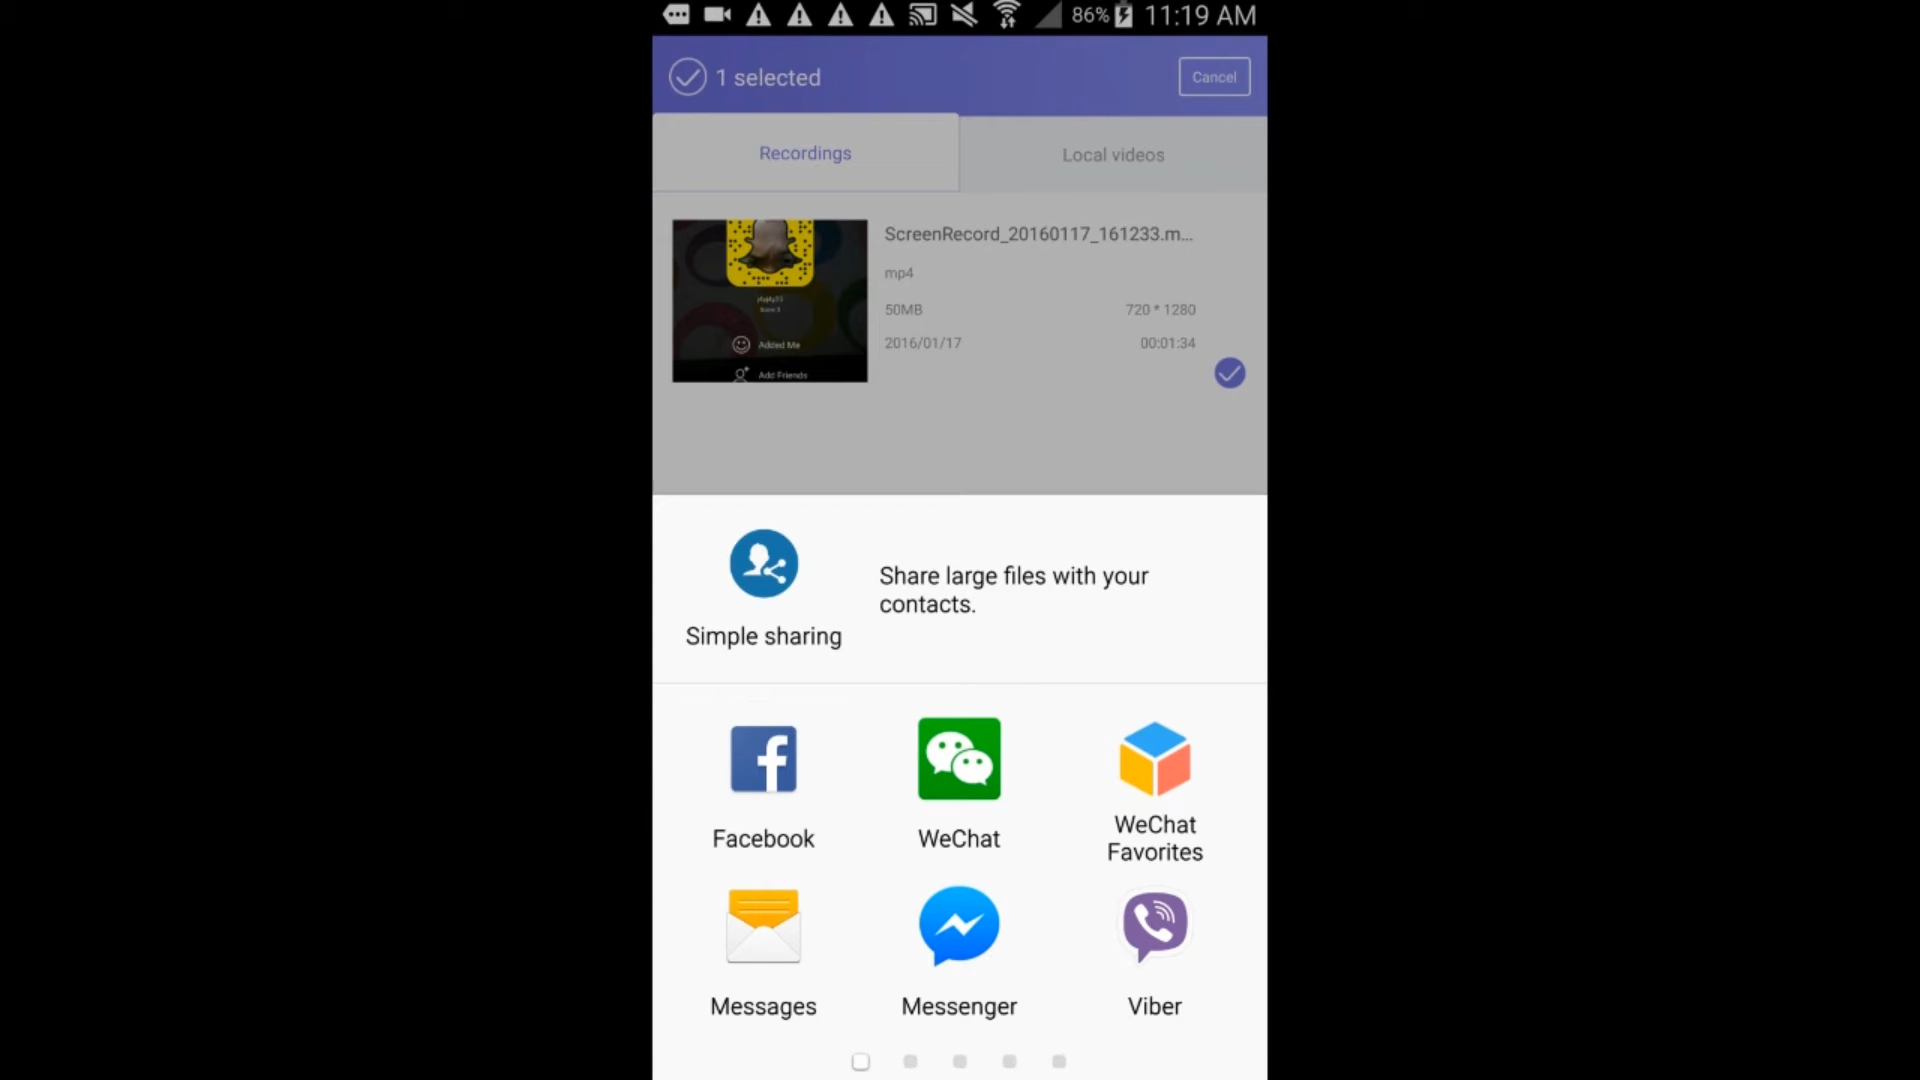 86% 11:19 AM
1 selected
Cancel
Recordings
Local videos
ScreenRecord_20160117_161233.m...
mp4
50MB
720 * 1280
2016/01/17
00:01:34
Added Me
Add Friends
Share large files with your
contacts.
Simple sharing
Facebook
WeChat
WeChat
Favorites
Messages
Messenger
Viber